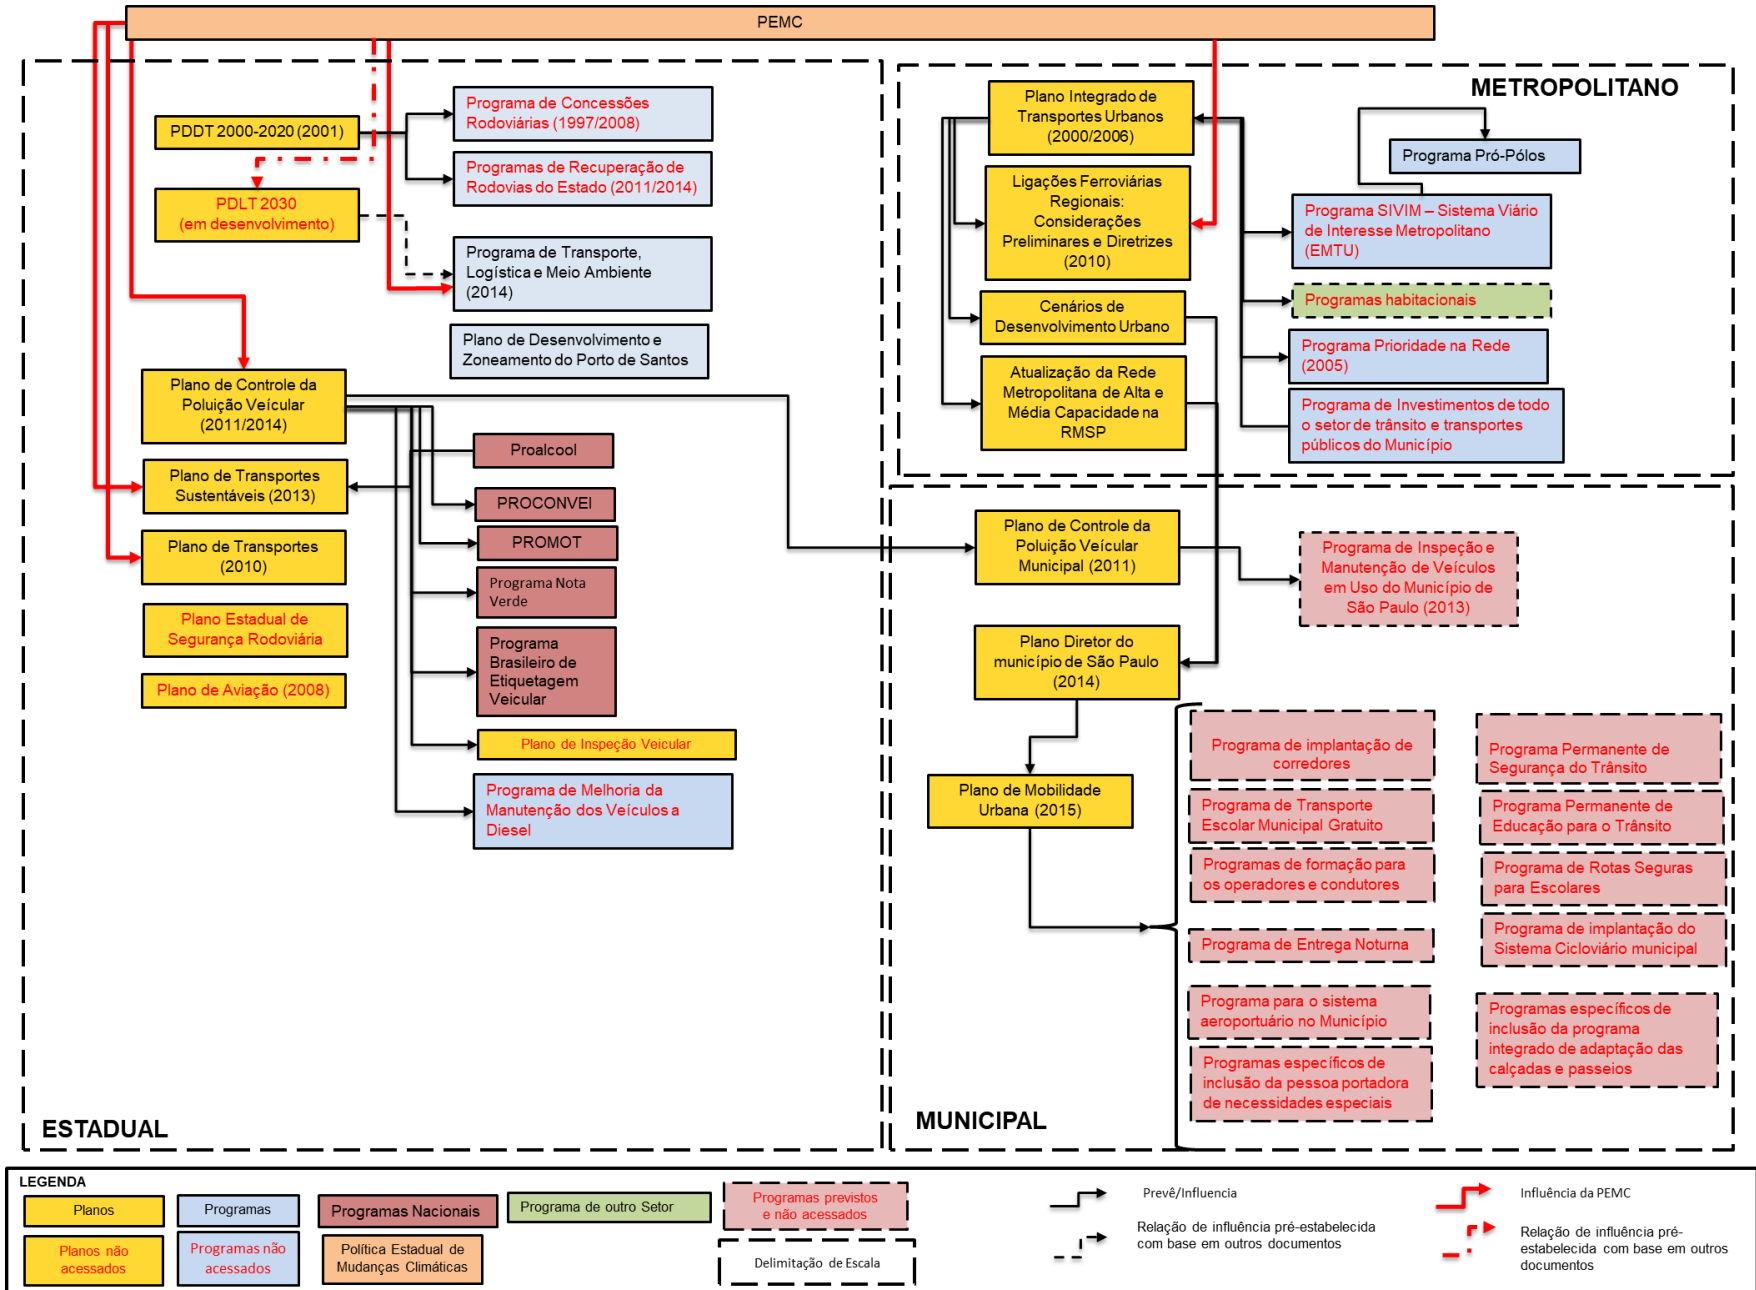 PEMC
PDDT 2000-2020 (2001)
PDLT 2030
(em desenvolvimento)
Programa de Concessões
Rodoviárias (1997/2008)
Programas de Recuperação de
Rodovias do Estado (2011/2014)
Programa de Transporte,
Logística e Meio Ambiente
(2014)
Plano de Desenvolvimento e
Zoneamento do Porto de Santos
Plano de Controle da
Poluição Veícular
(2011/2014)
Plano de Transportes
Sustentáveis (2013)
Plano de Transportes
(2010)
Plano Estadual de
Segurança Rodoviária
Plano de Aviação (2008)
Proalcool
PROCONVEI
PROMOT
Programa Nota
Verde
Programa
Brasileiro de
Etiquetagem
Veicular
Plano de Inspeção Veicular
Programa de Melhoria da
Manutenção dos Veículos a
Diesel
ESTADUAL
METROPOLITANO
Plano Integrado de
Transportes Urbanos
(2000/2006)
Ligações Ferroviárias
Regionais:
Considerações
Preliminares e Diretrizes
(2010)
Cenários de
Desenvolvimento Urbano
Atualização da Rede
Metropolitana de Alta e
Média Capacidade na
RMSP
Programa Pró-Pólos
Programa SIVIM – Sistema Viário
de Interesse Metropolitano
(EMTU)
Programas habitacionais
Programa Prioridade na Rede
(2005)
Programa de Investimentos de todo
o setor de trânsito e transportes
públicos do Município
Plano de Controle da
Poluição Veícular
Municipal (2011)
Programa de Inspeção e
Manutenção de Veículos
em Uso do Município de
São Paulo (2013)
Plano Diretor do
município de São Paulo
(2014)
Plano de Mobilidade
Urbana (2015)
Programa de implantação de
corredores
Programa de Transporte
Escolar Municipal Gratuito
Programas de formação para
os operadores e condutores
Programa de Entrega Noturna
Programa para o sistema
aeroportuário no Município
Programas específicos de
inclusão da pessoa portadora
de necessidades especiais
Programa Permanente de
Segurança do Trânsito
Programa Permanente de
Educação para o Trânsito
Programa de Rotas Seguras
para Escolares
Programa de implantação do
Sistema Cicloviário municipal
Programas específicos de
inclusão da programa
integrado de adaptação das
calçadas e passeios
MUNICIPAL
LEGENDA
Planos
Programas
Programas Nacionais
Programa de outro Setor
Programas previstos
e não acessados
Planos não
acessados
Programas não
acessados
Política Estadual de
Mudanças Climáticas
Delimitação de Escala
Prevê/Influencia
Relação de influência pré-estabelecida
com base em outros documentos
Influência da PEMC
Relação de influência pré-
estabelecida com base em outros
documentos